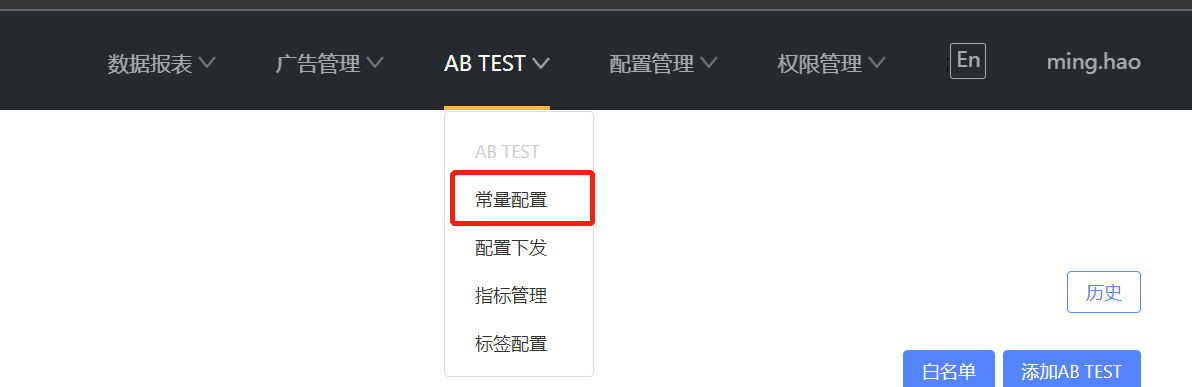 数据报表 广告管理 AB TEST 配置管理 权限管理 En ming.hao
AB TEST
常量配置
配置下发
指标管理
标签配置
历史
白名单 添加AB TEST